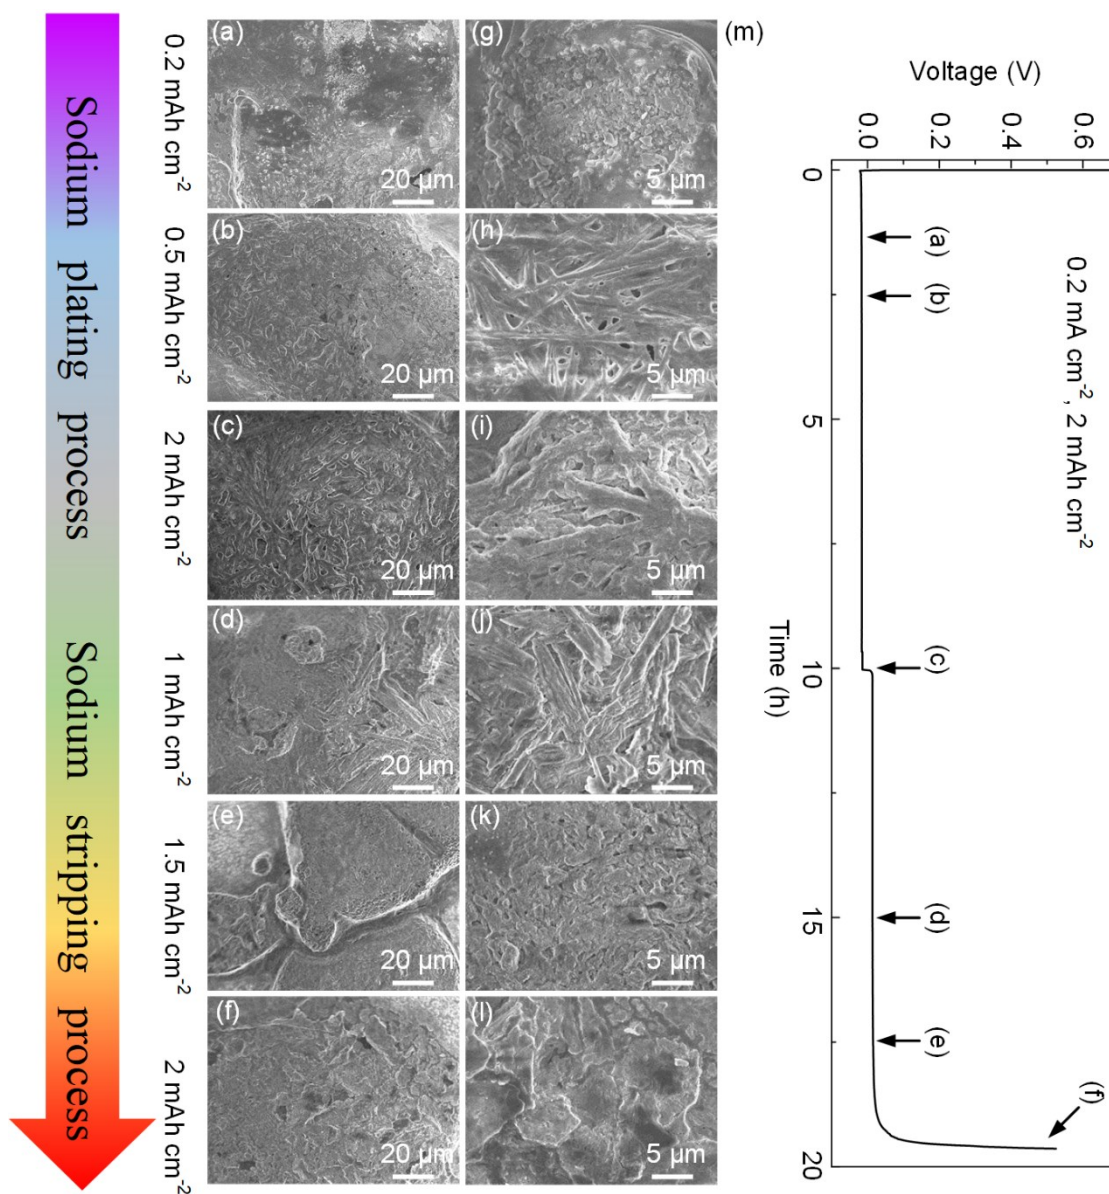 Sodium plating process
Sodium stripping process
0.2 mAh cm⁻²
0.5 mAh cm⁻²
2 mAh cm⁻²
1 mAh cm⁻²
1.5 mAh cm⁻²
2 mAh cm⁻²
(a)
20 μm
(g)
5 μm
(b)
20 μm
(h)
5 μm
(c)
20 μm
(i)
5 μm
(d)
20 μm
(j)
5 μm
(e)
20 μm
(k)
5 μm
(f)
20 μm
(l)
5 μm
(m)
Voltage (V)
0.0 0.2 0.4 0.6
0.2 mA cm⁻², 2 mAh cm⁻²
(a)
(b)
(c)
(d)
(e)
(f)
0 5 10 15 20
Time (h)